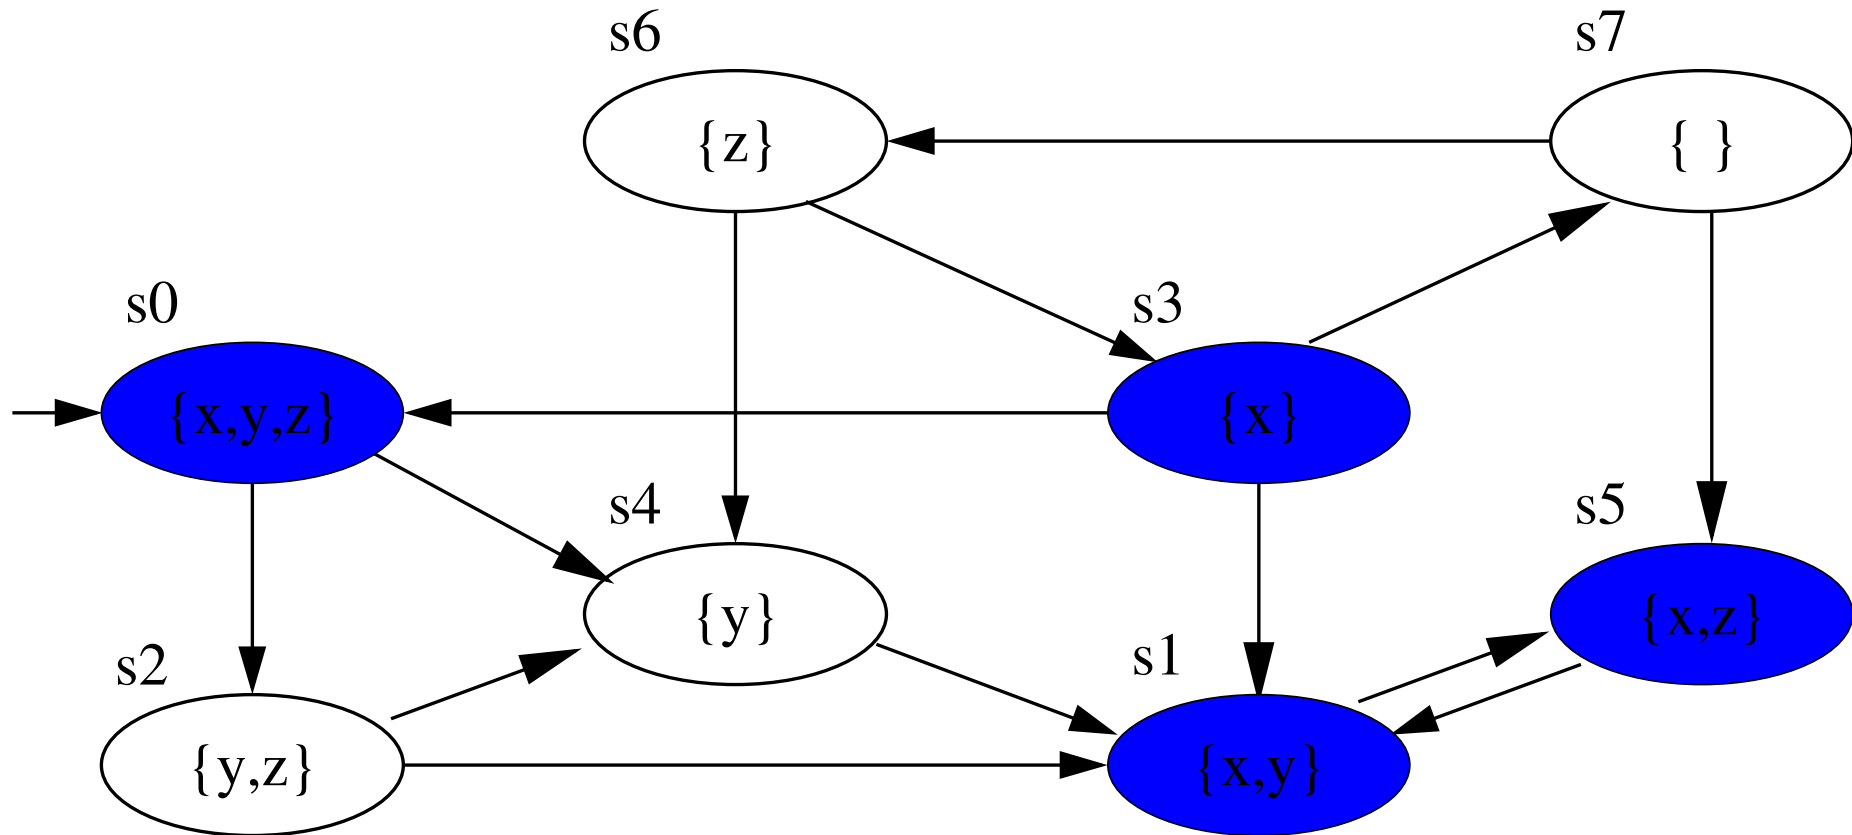 s6
s7
{z}
{ }
s0
s3
{x,y,z}
{x}
s4
s5
{y}
{x,z}
s2
s1
{y,z}
{x,y}